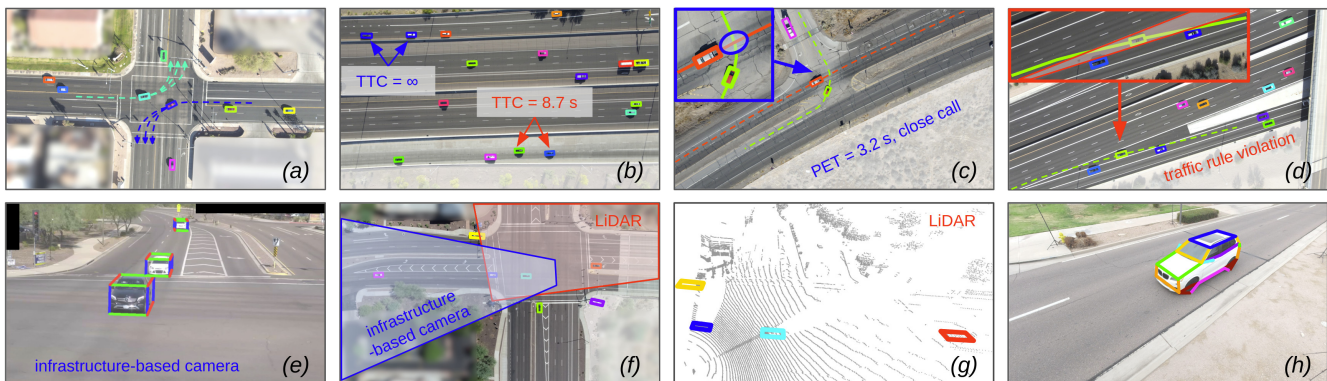 (a)
TTC = ∞
TTC = 8.7 s
(b)
PET = 3.2 s, close call
(c)
traffic rule violation
(d)
infrastructure-based camera
(e)
LiDAR
infrastructure
-based camera
(f)
LiDAR
(g)
(h)